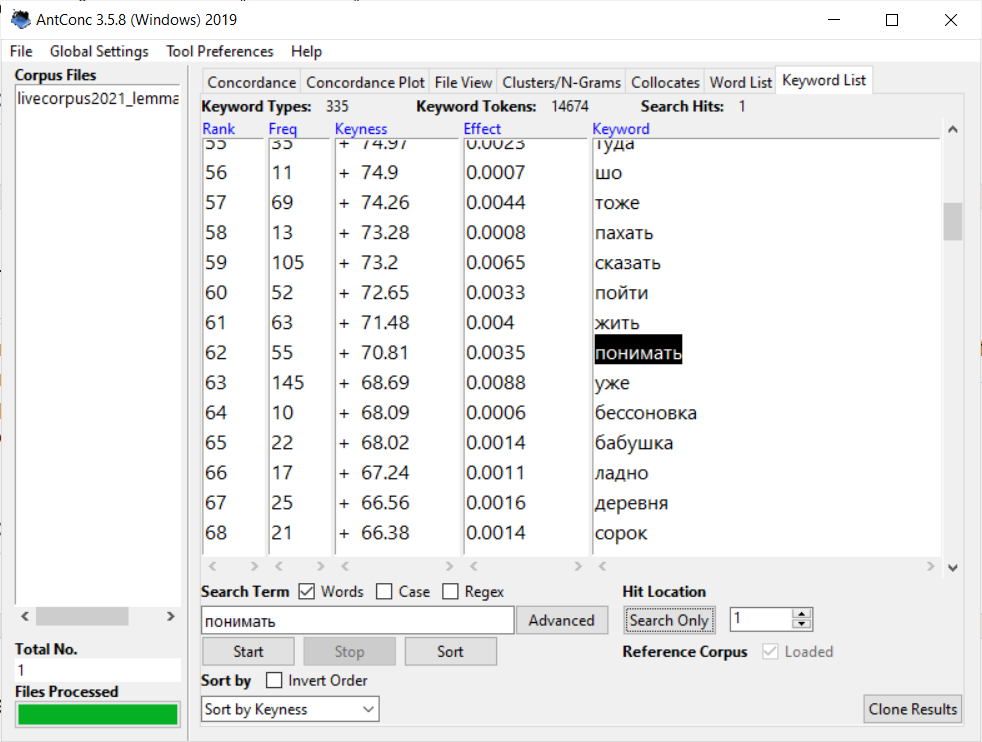 AntConc 3.5.8 (Windows) 2019
File Global Settings Tool Preferences Help
Corpus Files
livecorpus2021_lemma
Concordance Concordance Plot File View Clusters/N-Grams Collocates Word List Keyword List
Keyword Types: 335 Keyword Tokens: 14674 Search Hits: 1
Rank Freq Keyness Effect Keyword
55 35 + 74.97 0.0023 туда
56 11 + 74.9 0.0007 шо
57 69 + 74.26 0.0044 тоже
58 13 + 73.28 0.0008 пахать
59 105 + 73.2 0.0065 сказать
60 52 + 72.65 0.0033 пойти
61 63 + 71.48 0.004 жить
62 55 + 70.81 0.0035 понимать
63 145 + 68.69 0.0088 уже
64 10 + 68.09 0.0006 бессоновка
65 22 + 68.02 0.0014 бабушка
66 17 + 67.24 0.0011 ладно
67 25 + 66.56 0.0016 деревня
68 21 + 66.38 0.0014 сорок
Search Term Words Case Regex Hit Location
понимать Advanced Search Only 1
Start Stop Sort Reference Corpus Loaded
Total No.
1
Files Processed
Sort by Invert Order
Sort by Keyness Clone Results